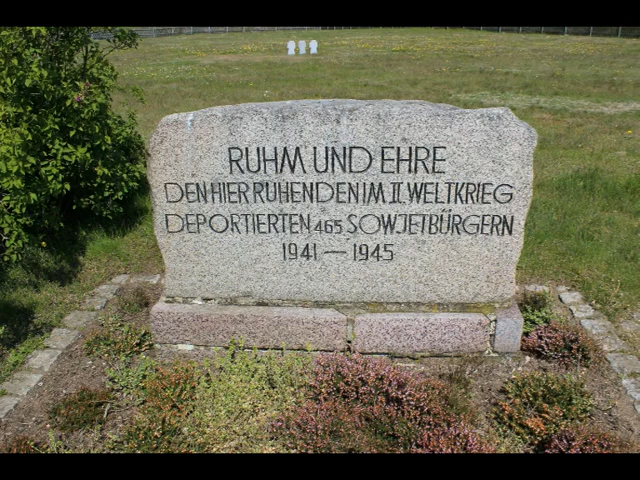 RUHM UND EHRE
DEN HIER RUHENDEN IM II. WELTKRIEG
DEPORTIERTEN 465 SOWJETBÜRGERN
1941 — 1945